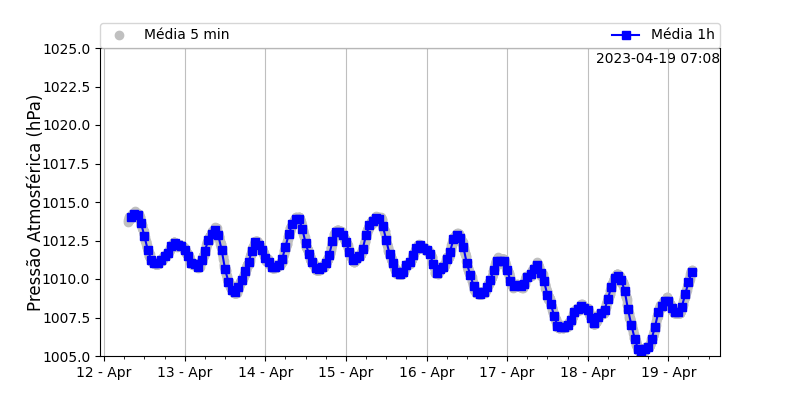 Média 5 min
Média 1h
2023-04-19 07:08
Pressão Atmosférica (hPa)
1025.0
1022.5
1020.0
1017.5
1015.0
1012.5
1010.0
1007.5
1005.0
12 - Apr
13 - Apr
14 - Apr
15 - Apr
16 - Apr
17 - Apr
18 - Apr
19 - Apr